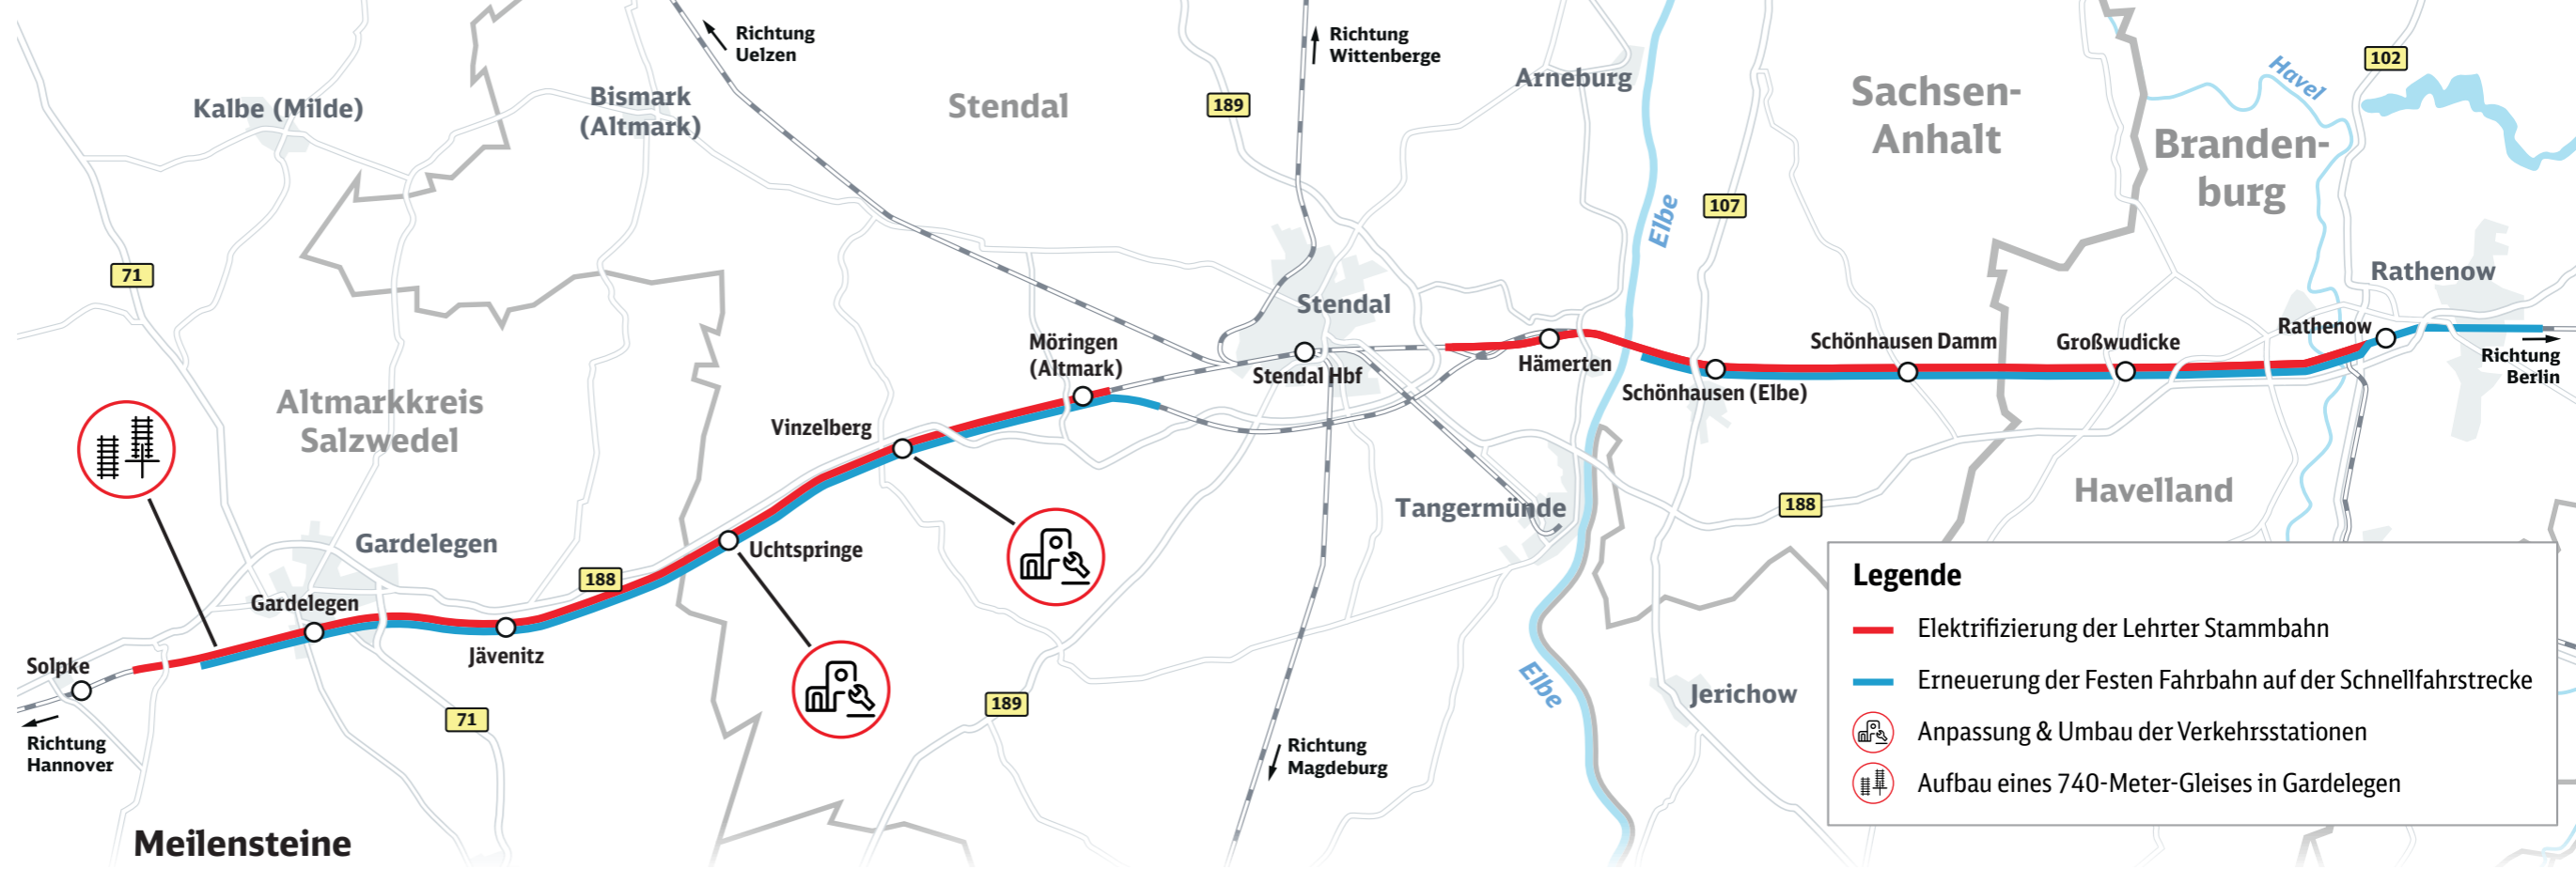 Richtung
Uelzen
Richtung
Wittenberge
Kalbe (Milde)
Bismark
(Altmark)
Stendal
189
Arneburg
Sachsen-
Anhalt
Havel
102
Branden-
burg
Elbe
107
71
Rathenow
Stendal
Möringen
(Altmark)
Stendal Hbf
Hämerten
Schönhausen (Elbe)
Schönhausen Damm
Großwudicke
Rathenow
Richtung
Berlin
Altmarkkreis
Salzwedel
Vinzelberg
Tangermünde
188
Havelland
Gardelegen
Uchtspringe
188
Gardelegen
Jävenitz
Solpke
Richtung
Hannover
71
189
Richtung
Magdeburg
Elbe
Jerichow
Legende
Elektrifizierung der Lehrter Stammbahn
Erneuerung der Festen Fahrbahn auf der Schnellfahrstrecke
Anpassung & Umbau der Verkehrsstationen
Aufbau eines 740-Meter-Gleises in Gardelegen
Meilensteine